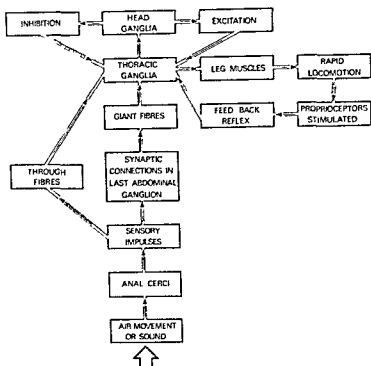 INHIBITION
HEAD
GANGLIA
EXCITATION
THORACIC
GANGLIA
LEG MUSCLES
RAPID
LOCOMOTION
GIANT FIBRES
FEED BACK
REFLEX
PROPRIOCEPTORS
STIMULATED
THROUGH
FIBRES
SYNAPTIC
CONNECTIONS IN
LAST ABDOMINAL
GANGLION
SENSORY
IMPULSES
ANAL CERCI
AIR MOVEMENT
OR SOUND